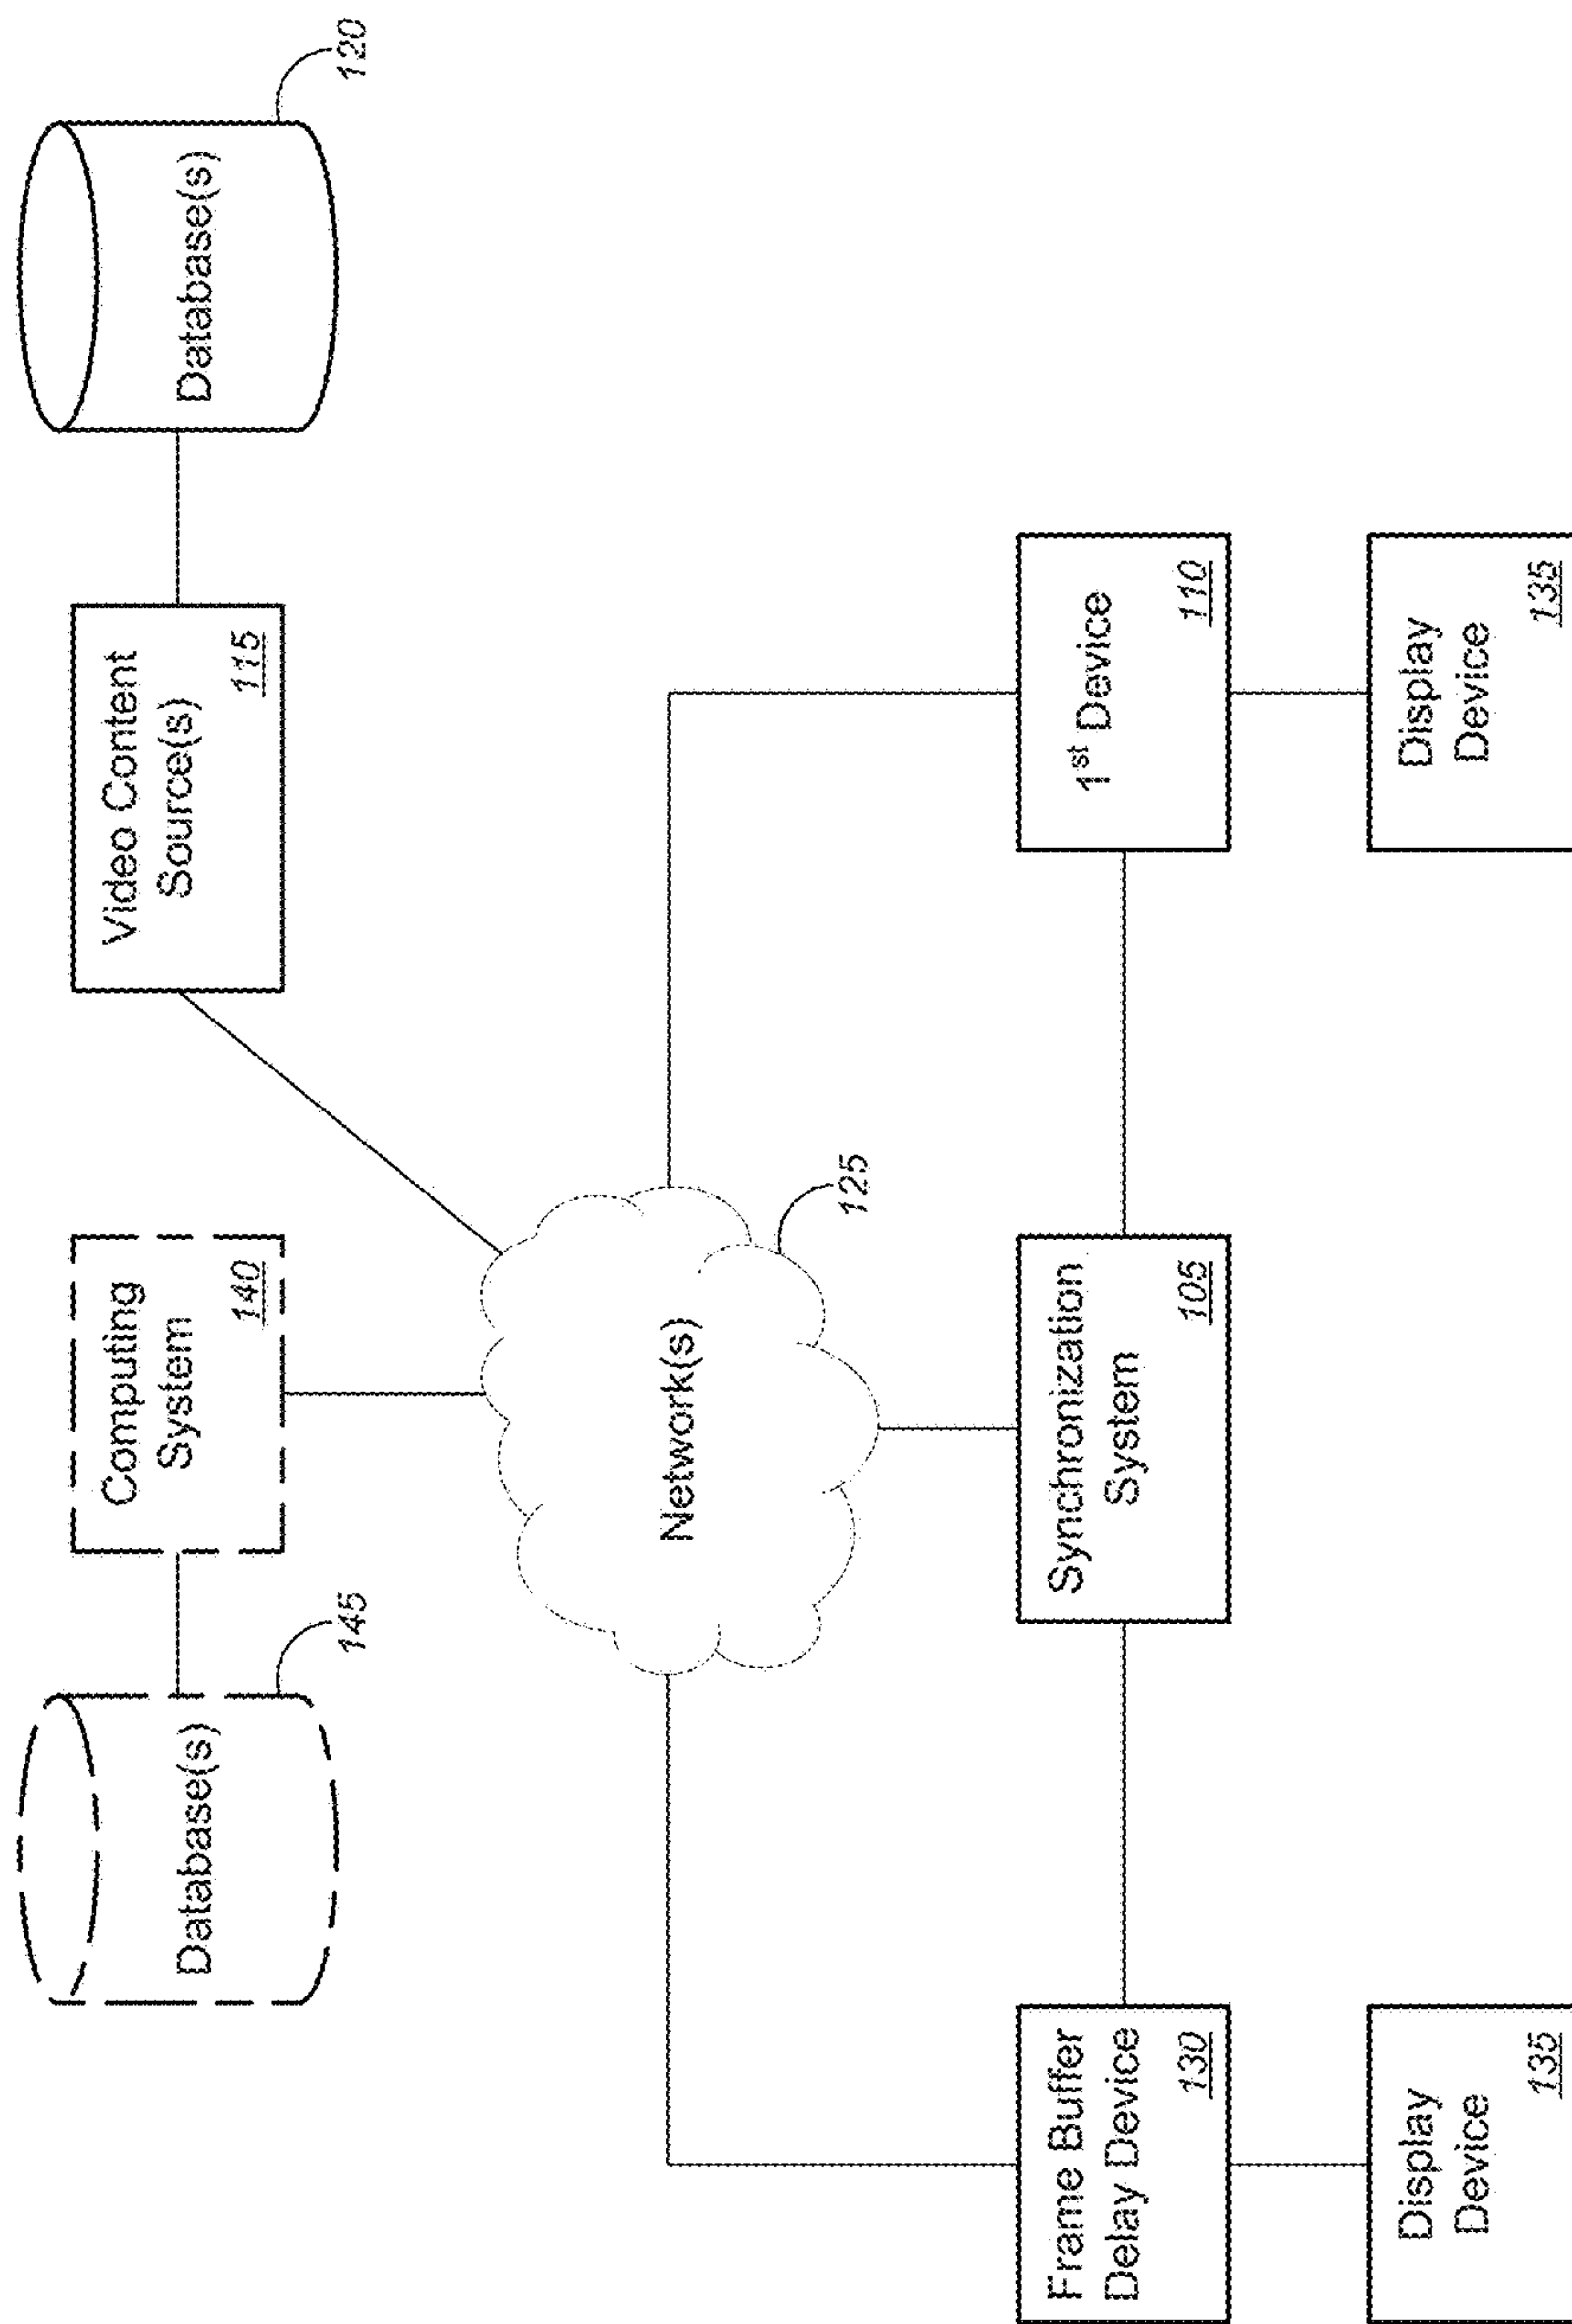 Database(s)
145
Computing
System
140
Video Content
Source(s)
115
Database(s)
120
Network(s)
125
Frame Buffer
Delay Device
130
Synchronization
System
105
1st Device
110
Display
Device
135
Display
Device
135